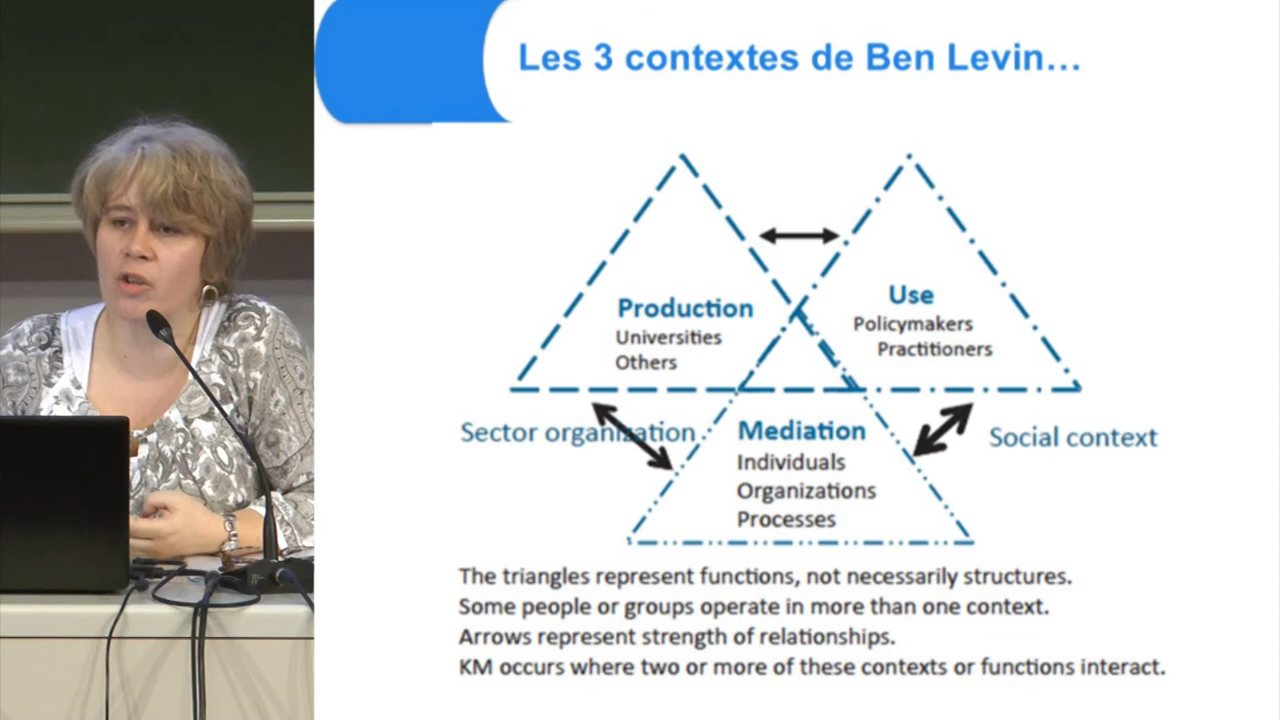 Les 3 contextes de Ben Levin…
Production
Universities
Others
Use
Policymakers
Practitioners
Sector organization
Mediation
Individuals
Organizations
Processes
Social context
The triangles represent functions, not necessarily structures.
Some people or groups operate in more than one context.
Arrows represent strength of relationships.
KM occurs where two or more of these contexts or functions interact.